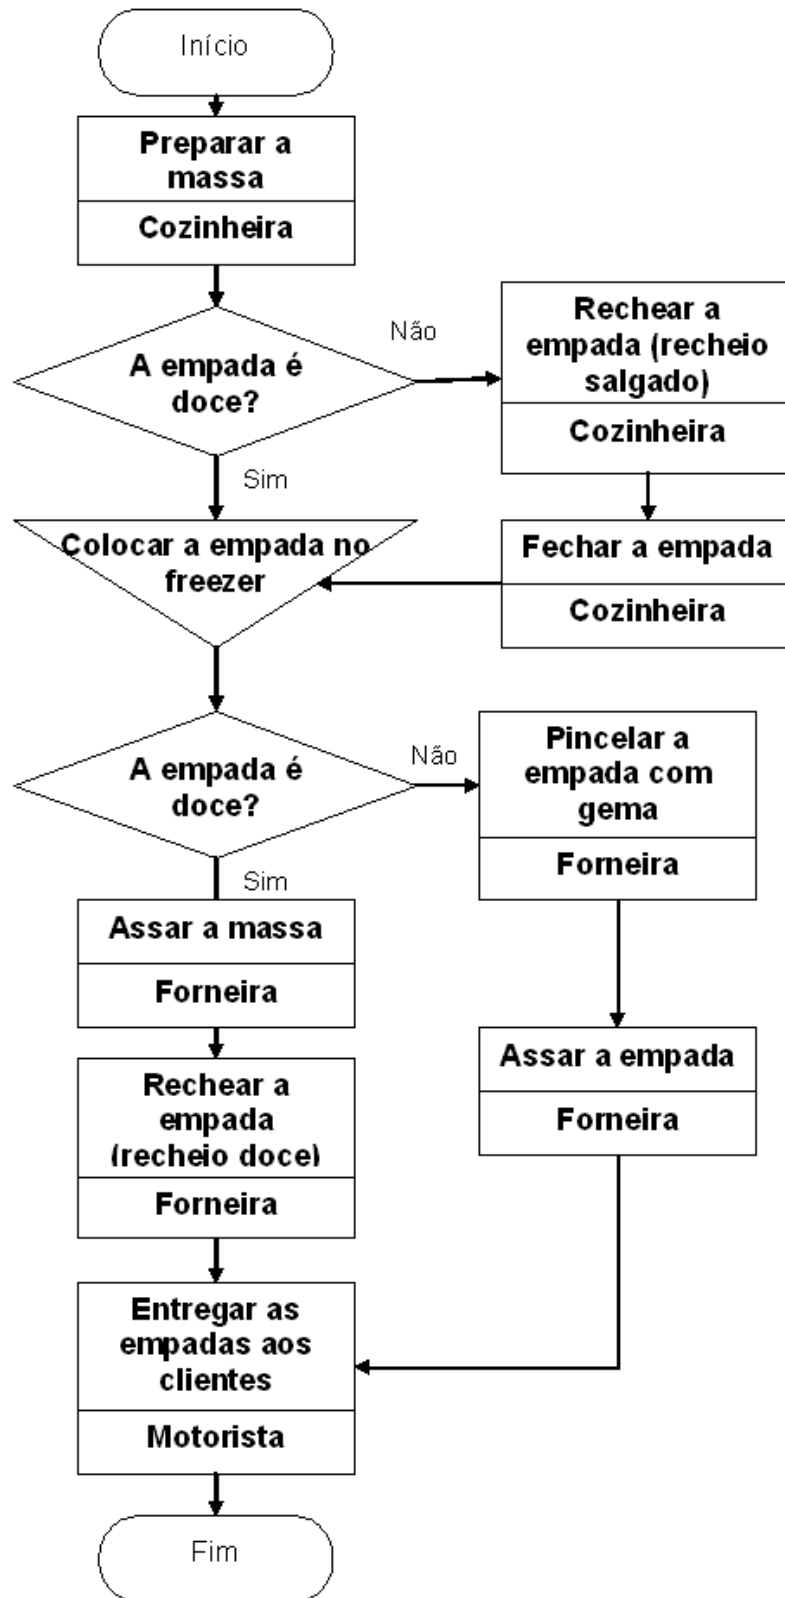 Início
Preparar a
massa
Cozinheira
A empada é
doce?
Não
Rechear a
empada (recheio
salgado)
Cozinheira
Sim
Colocar a empada no
freezer
Fechar a empada
Cozinheira
A empada é
doce?
Não
Pincelar a
empada com
gema
Forneira
Sim
Assar a massa
Forneira
Assar a empada
Forneira
Rechear a
empada
(recheio doce)
Forneira
Entregar as
empadas aos
clientes
Motorista
Fim